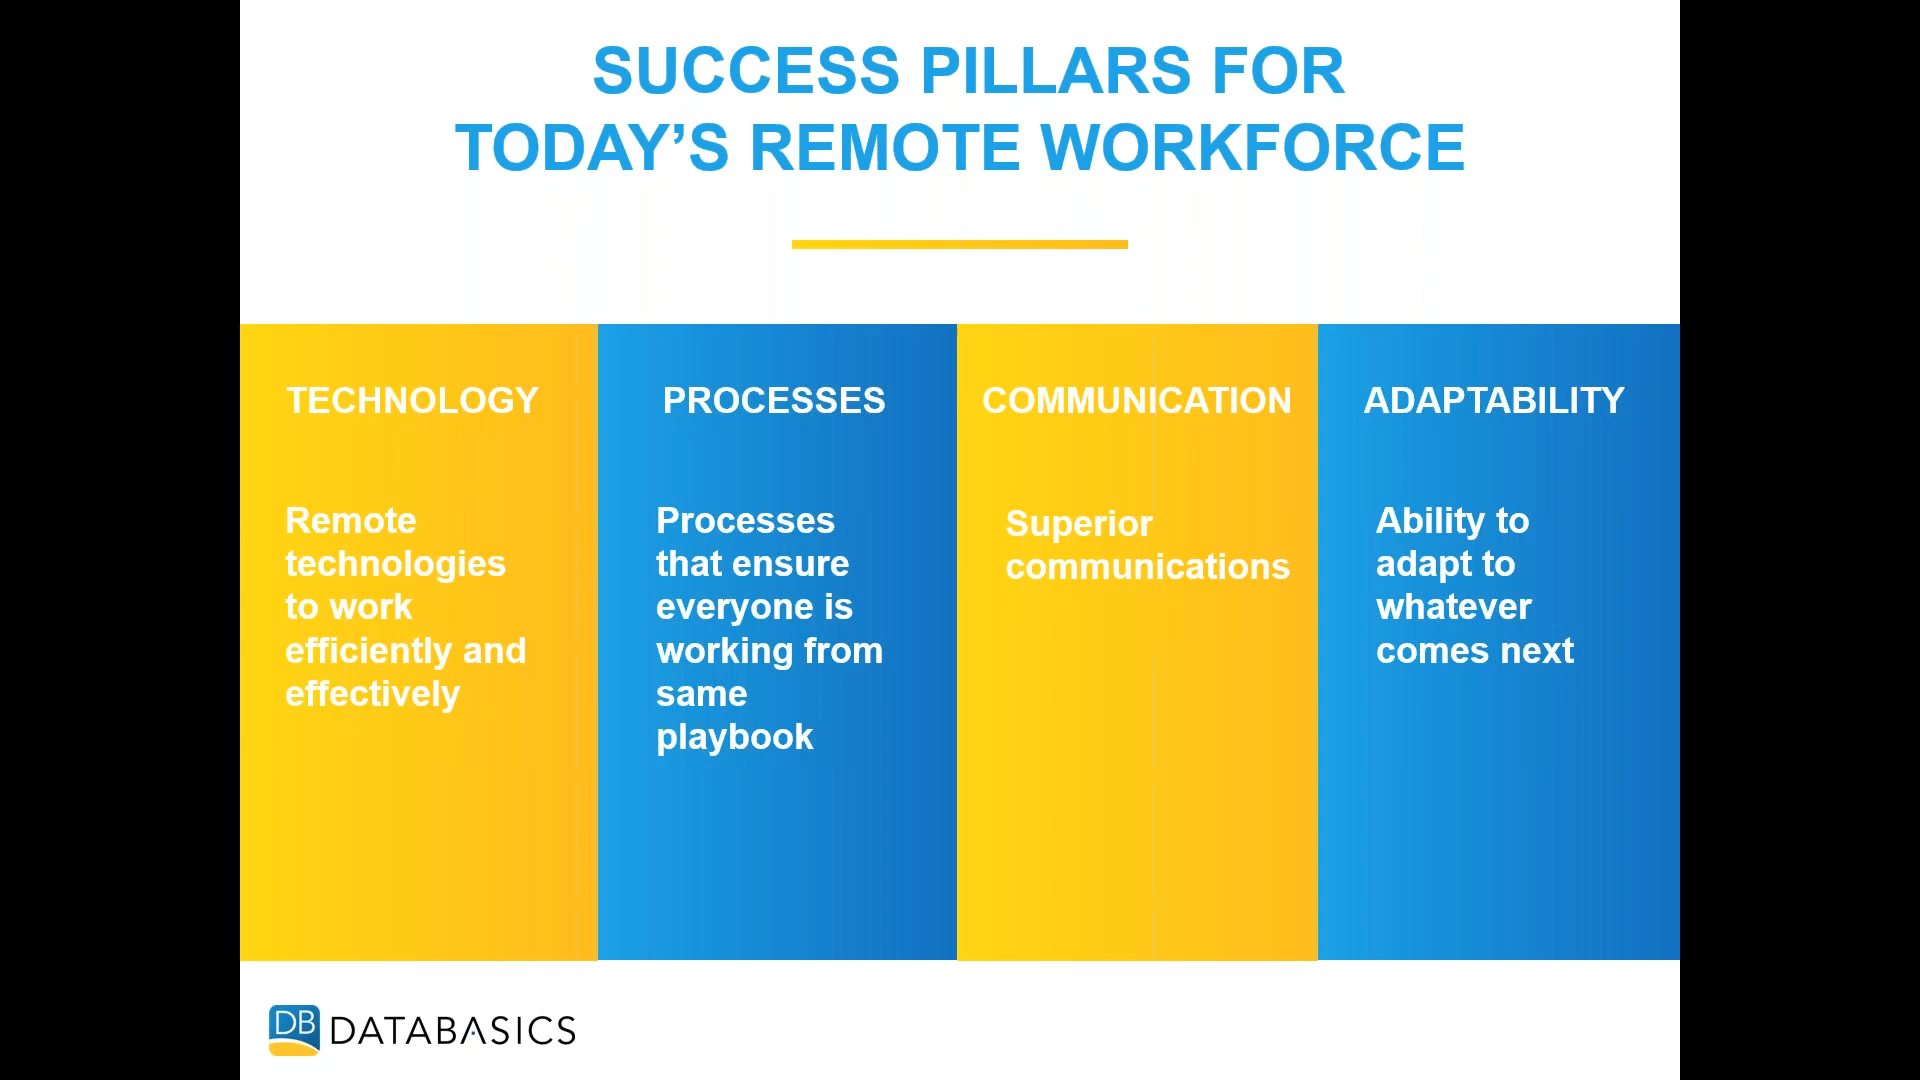 SUCCESS PILLARS FOR
TODAY’S REMOTE WORKFORCE
TECHNOLOGY
Remote
technologies
to work
efficiently and
effectively
PROCESSES
Processes
that ensure
everyone is
working from
same
playbook
COMMUNICATION
Superior
communications
ADAPTABILITY
Ability to
adapt to
whatever
comes next
DB
DATABASICS